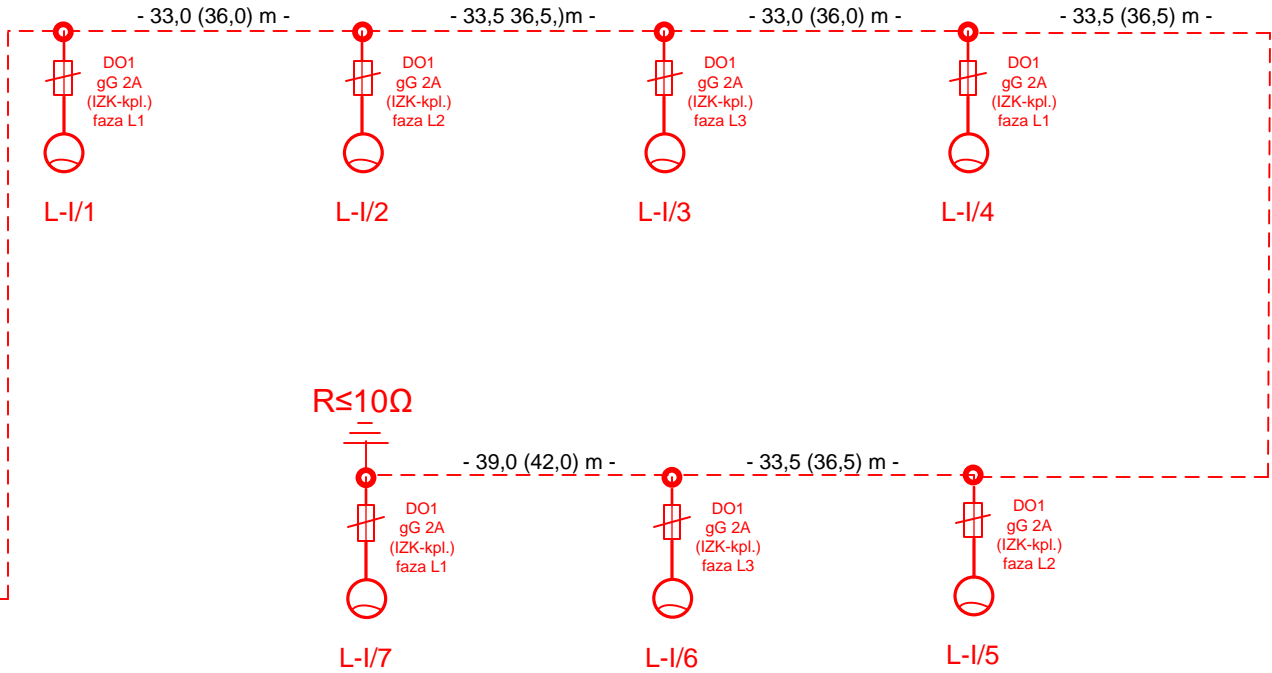 - 33,0 (36,0) m -
- 33,5 36,5,)m -
- 33,0 (36,0) m -
- 33,5 (36,5) m -
DO1
gG 2A
(IZK-kpl.)
faza L1
L-I/1
DO1
gG 2A
(IZK-kpl.)
faza L2
L-I/2
DO1
gG 2A
(IZK-kpl.)
faza L3
L-I/3
DO1
gG 2A
(IZK-kpl.)
faza L1
L-I/4
R≤10Ω
- 39,0 (42,0) m -
- 33,5 (36,5) m -
DO1
gG 2A
(IZK-kpl.)
faza L1
L-I/7
DO1
gG 2A
(IZK-kpl.)
faza L3
L-I/6
DO1
gG 2A
(IZK-kpl.)
faza L2
L-I/5